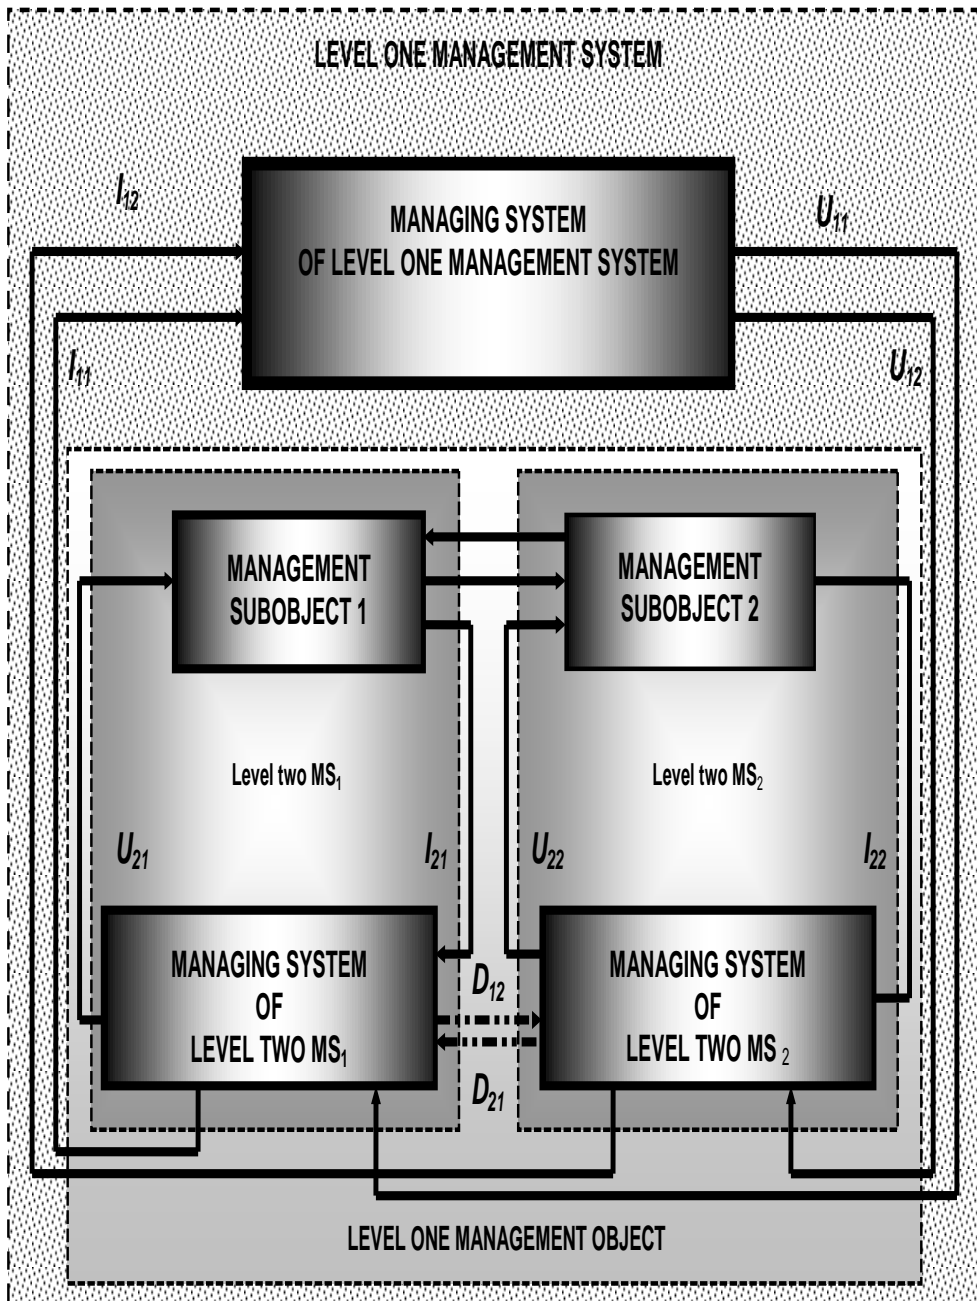 LEVEL ONE MANAGEMENT SYSTEM
I12
U11
MANAGING SYSTEM
OF LEVEL ONE MANAGEMENT SYSTEM
I11
U12
MANAGEMENT
SUBOBJECT 1
MANAGEMENT
SUBOBJECT 2
Level two MS1
Level two MS2
U21
I21
U22
I22
MANAGING SYSTEM
OF
LEVEL TWO MS1
D12
D21
MANAGING SYSTEM
OF
LEVEL TWO MS 2
LEVEL ONE MANAGEMENT OBJECT